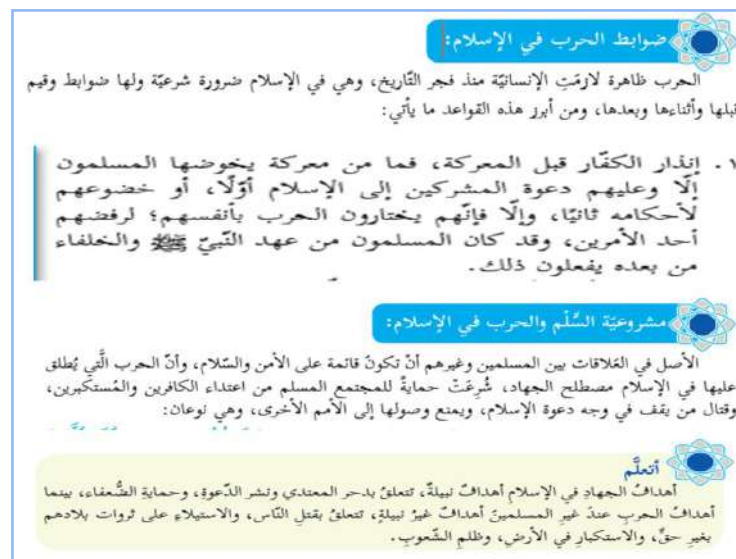 ضوابط الحرب في الإسلام:
الحرب ظاهرة لازمَتِ الإنسانيّة منذ فجر التّاريخ، وهي في الإسلام ضرورة شرعيّة ولها ضوابط وقيم
قبلها وأثناءها وبعدها، ومن أبرز هذه القواعد ما يأتي:
١. إنذار الكفّار قبل المعركة، فما من معركة يخوضها المسلمون
إلّا وعليهم دعوة المشركين إلى الإسلام أوّلًا، أو خضوعهم
لأحكامه ثانيًا، وإلّا فإنّهم يختارون الحرب بأنفسهم؛ لرفضهم
أحد الأمرين، وقد كان المسلمون من عهد النّبيّ ﷺ والخلفاء
من بعده يفعلون ذلك.
مشروعيّة السِّلْم والحرب في الإسلام:
الأصل في العَلاقات بين المسلمين وغيرهم أنْ تكونَ قائمة على الأمن والسّلام، وأنّ الحرب الَّتي يُطلق
عليها في الإسلام مصطلح الجهاد، شُرِعَتْ حمايةً للمجتمع المسلم من اعتداء الكافرين والمُستكبرين،
وقتال من يقف في وجه دعوة الإسلام، ويمنع وصولها إلى الأمم الأخرى، وهي نوعان:
أتعلَّم
أهدافُ الجهادِ في الإسلامِ أهدافٌ نبيلةٌ، تتعلقُ بدحر المعتدي ونشر الدّعوةِ، وحمايةِ الضُّعفاء، بينما
أهدافُ الحربِ عندَ غيرِ المسلمينَ أهدافٌ غيرُ نبيلةٍ، تتعلقُ بقتلِ النّاس، والاستيلاءِ على ثروات بلادهم
بغيرِ حقٍّ، والاستكبارِ في الأرضِ، وظلمِ الشّعوبِ.